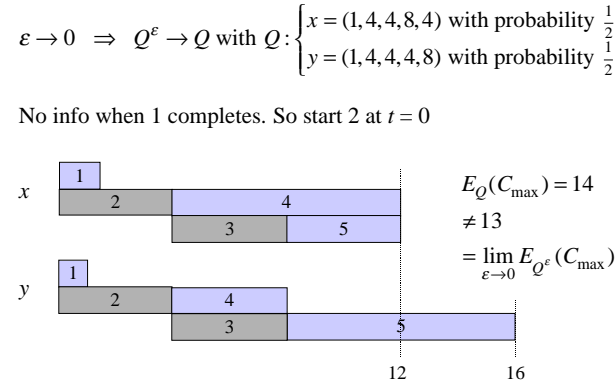 ε → 0 ⇒ Q^ε → Q with Q : { x = (1, 4, 4, 8, 4) with probability 1/2
y = (1, 4, 4, 4, 8) with probability 1/2
No info when 1 completes. So start 2 at t = 0
x 1
2 4
3 5
E_Q(C_max) = 14
≠ 13
= lim_{ε→0} E_{Q^ε}(C_max)
y 1
2 4
3 5
12 16